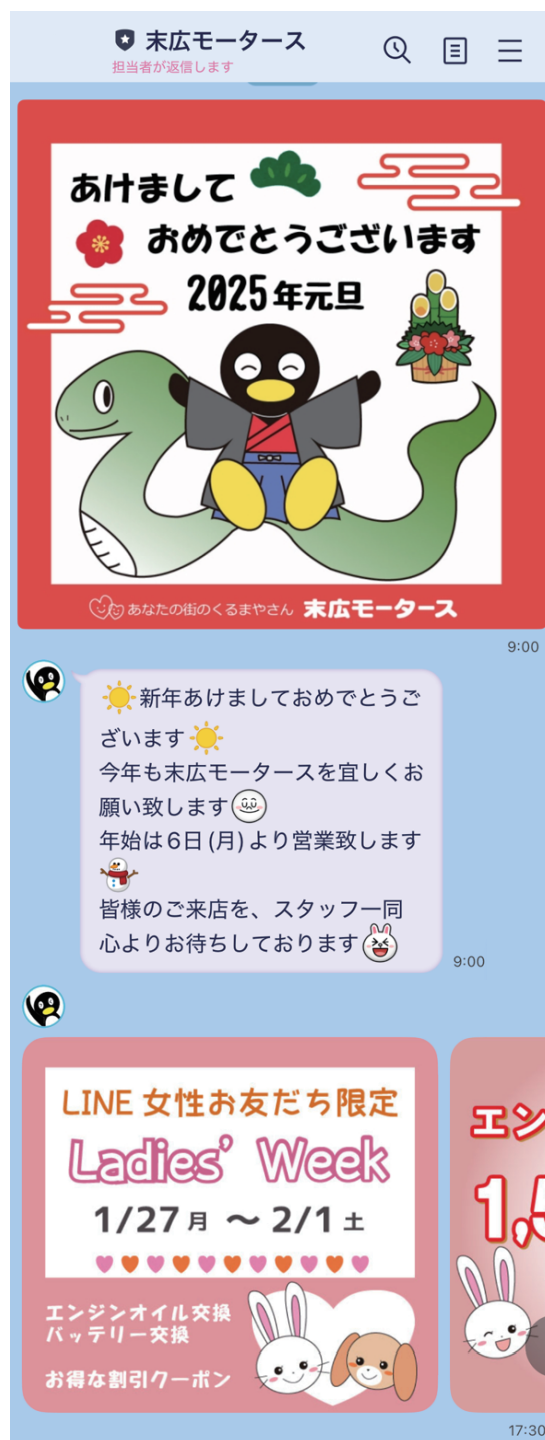 末広モータース
担当者が返信します
あけまして
おめでとうございます
2025年元旦
あなたの街のくるまやさん 末広モータース
9:00
新年あけましておめでとうご
ざいます
今年も末広モータースを宜しくお
願い致します
年始は6日(月)より営業致します
皆様のご来店を、スタッフ一同
心よりお待ちしております
9:00
LINE 女性お友だち限定
Ladies' Week
1/27月 〜 2/1土
エンジンオイル交換
バッテリー交換
お得な割引クーポン
エン
1,5
17:30